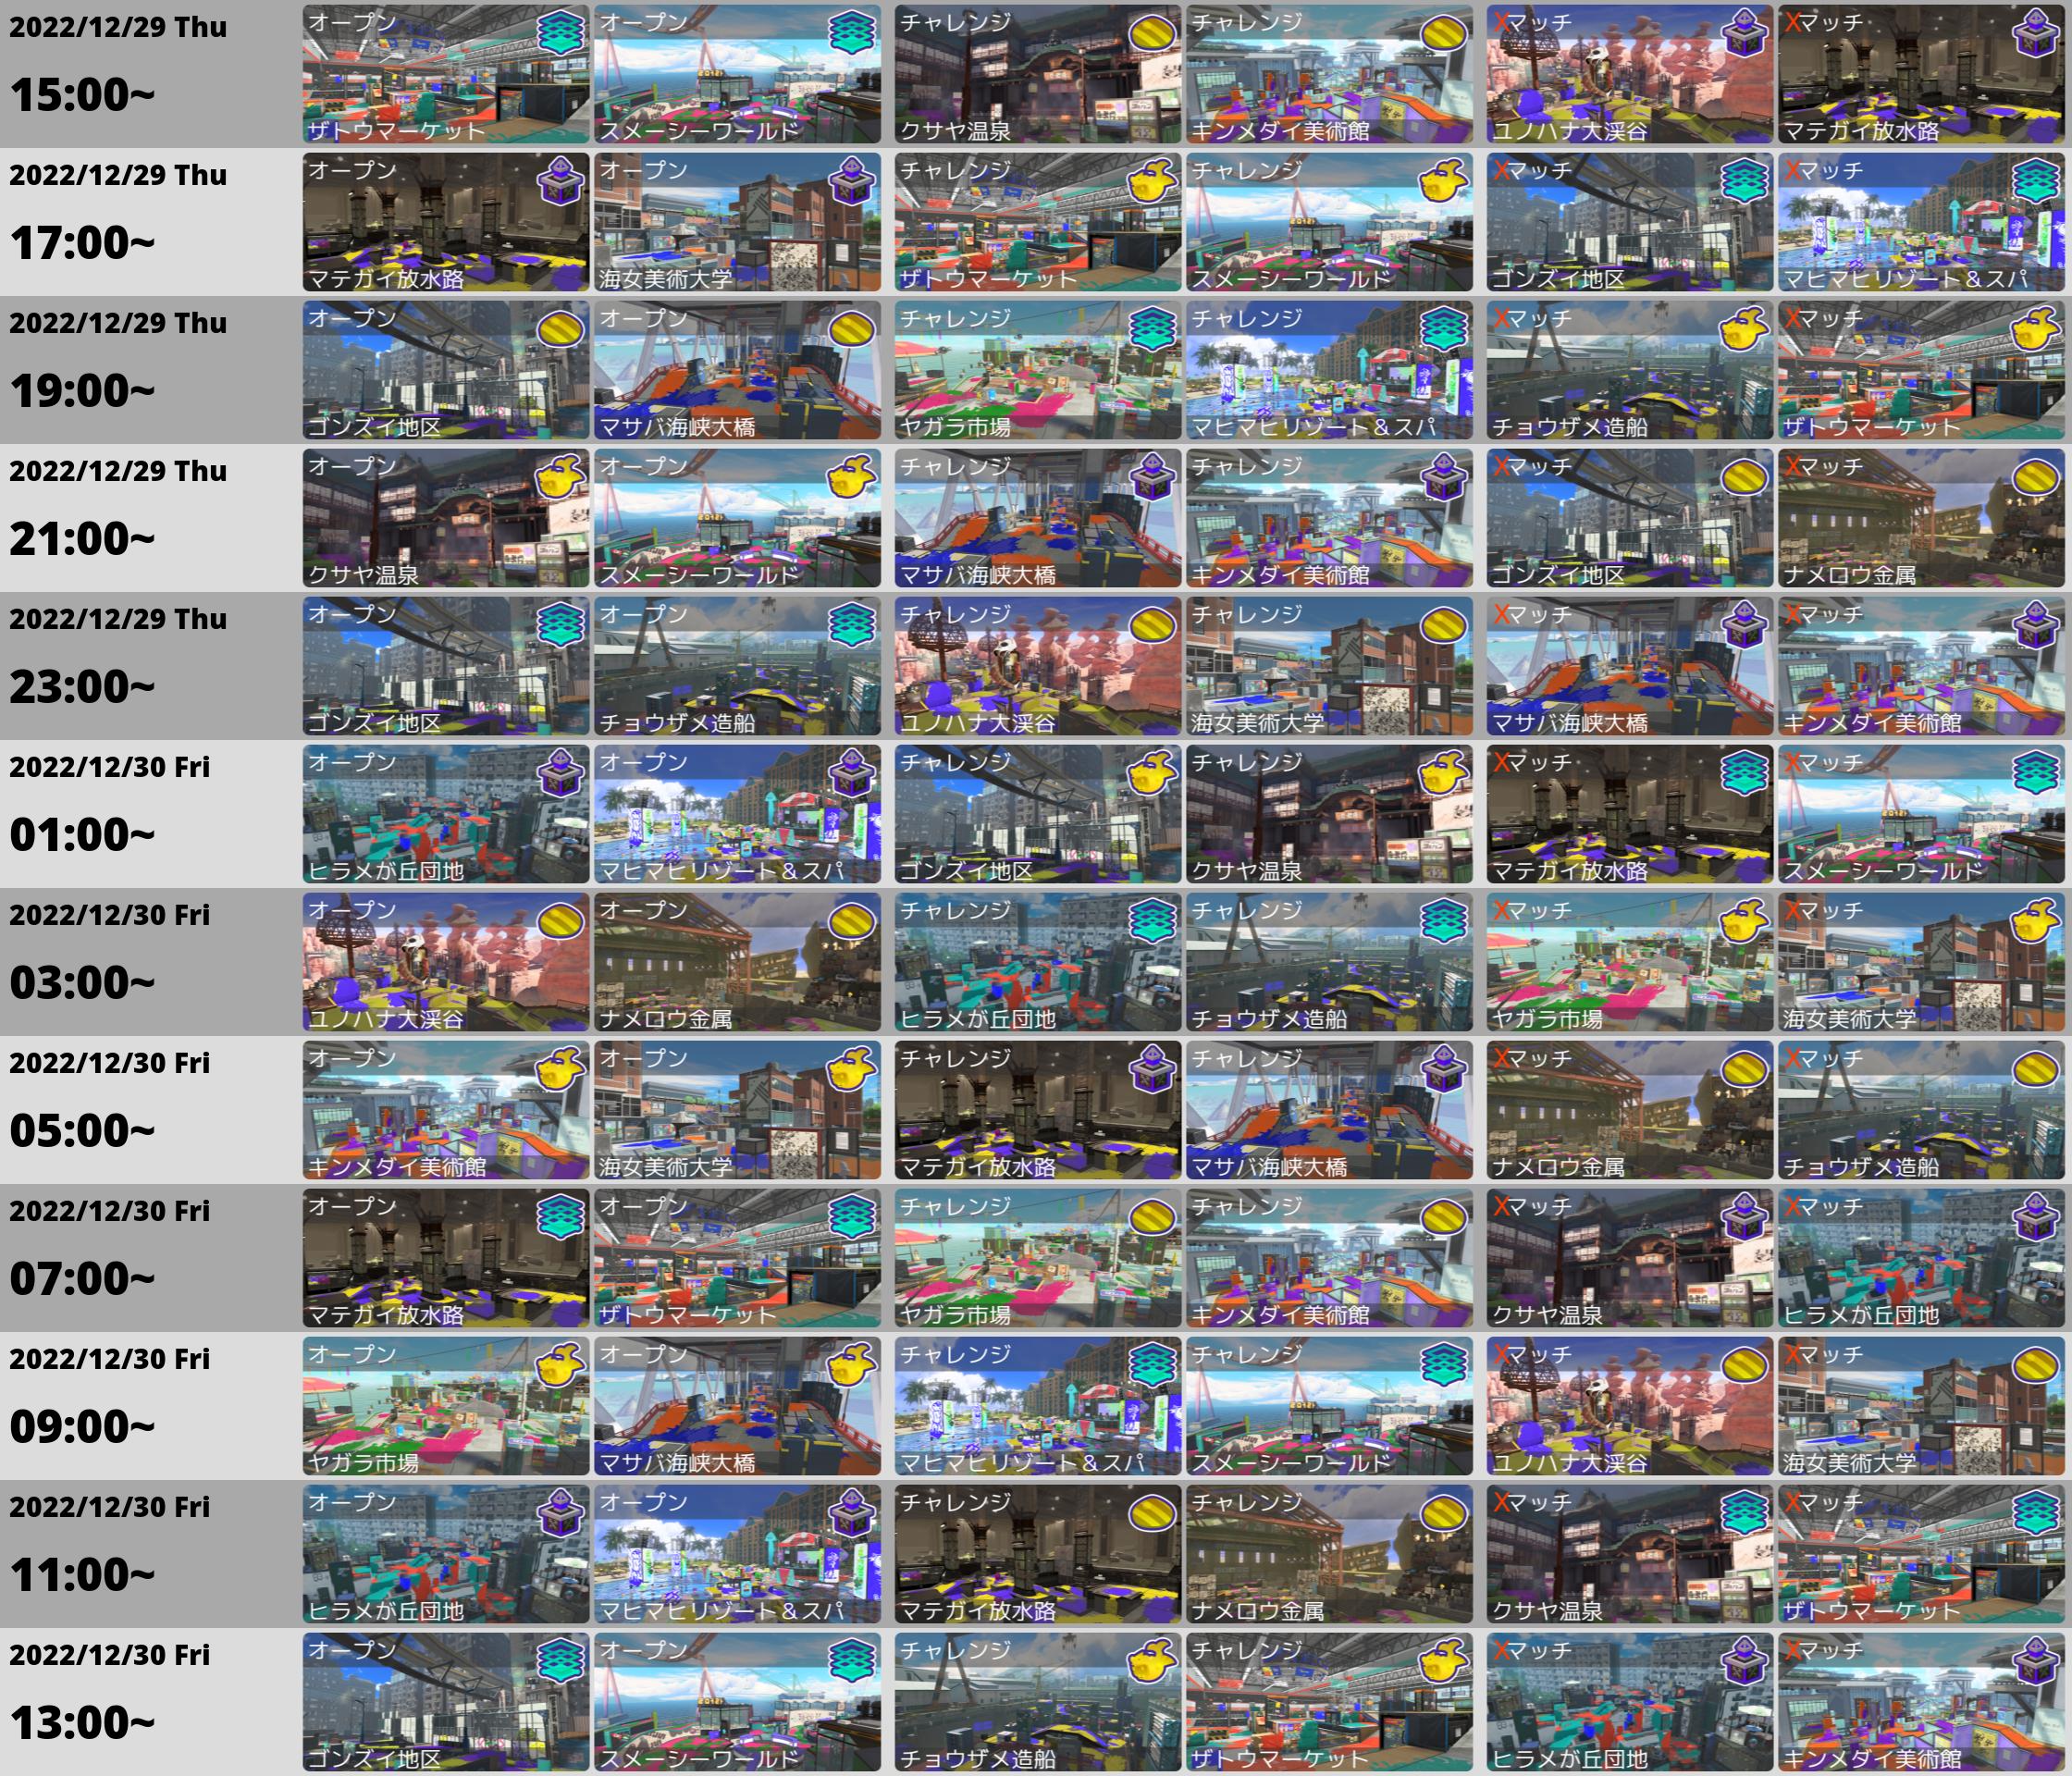 2022/12/29 Thu
15:00~
オープン オープン チャレンジ チャレンジ Xマッチ Xマッチ
ザトウマーケット スメーシーワールド クサヤ温泉 キンメダイ美術館 ユノハナ大渓谷 マテガイ放水路
2022/12/29 Thu
17:00~
オープン オープン チャレンジ チャレンジ Xマッチ Xマッチ
マテガイ放水路 海女美術大学 ザトウマーケット スメーシーワールド ゴンズイ地区 マヒマヒリゾート&スパ
2022/12/29 Thu
19:00~
オープン オープン チャレンジ チャレンジ Xマッチ Xマッチ
ゴンズイ地区 マサバ海峡大橋 ヤガラ市場 マヒマヒリゾート&スパ チョウザメ造船 ザトウマーケット
2022/12/29 Thu
21:00~
オープン オープン チャレンジ チャレンジ Xマッチ Xマッチ
クサヤ温泉 スメーシーワールド マサバ海峡大橋 キンメダイ美術館 ゴンズイ地区 ナメロウ金属
2022/12/29 Thu
23:00~
オープン オープン チャレンジ チャレンジ Xマッチ Xマッチ
ゴンズイ地区 チョウザメ造船 ユノハナ大渓谷 海女美術大学 マサバ海峡大橋 キンメダイ美術館
2022/12/30 Fri
01:00~
オープン オープン チャレンジ チャレンジ Xマッチ Xマッチ
ヒラメが丘団地 マヒマヒリゾート&スパ ゴンズイ地区 クサヤ温泉 マテガイ放水路 スメーシーワールド
2022/12/30 Fri
03:00~
オープン オープン チャレンジ チャレンジ Xマッチ Xマッチ
ユノハナ大渓谷 ナメロウ金属 ヒラメが丘団地 チョウザメ造船 ヤガラ市場 海女美術大学
2022/12/30 Fri
05:00~
オープン オープン チャレンジ チャレンジ Xマッチ Xマッチ
キンメダイ美術館 海女美術大学 マテガイ放水路 マサバ海峡大橋 ナメロウ金属 チョウザメ造船
2022/12/30 Fri
07:00~
オープン オープン チャレンジ チャレンジ Xマッチ Xマッチ
マテガイ放水路 ザトウマーケット ヤガラ市場 キンメダイ美術館 クサヤ温泉 ヒラメが丘団地
2022/12/30 Fri
09:00~
オープン オープン チャレンジ チャレンジ Xマッチ Xマッチ
ヤガラ市場 マサバ海峡大橋 マヒマヒリゾート&スパ スメーシーワールド ユノハナ大渓谷 海女美術大学
2022/12/30 Fri
11:00~
オープン オープン チャレンジ チャレンジ Xマッチ Xマッチ
ヒラメが丘団地 マヒマヒリゾート&スパ マテガイ放水路 ナメロウ金属 クサヤ温泉 ザトウマーケット
2022/12/30 Fri
13:00~
オープン オープン チャレンジ チャレンジ Xマッチ Xマッチ
ゴンズイ地区 スメーシーワールド チョウザメ造船 ザトウマーケット ヒラメが丘団地 キンメダイ美術館